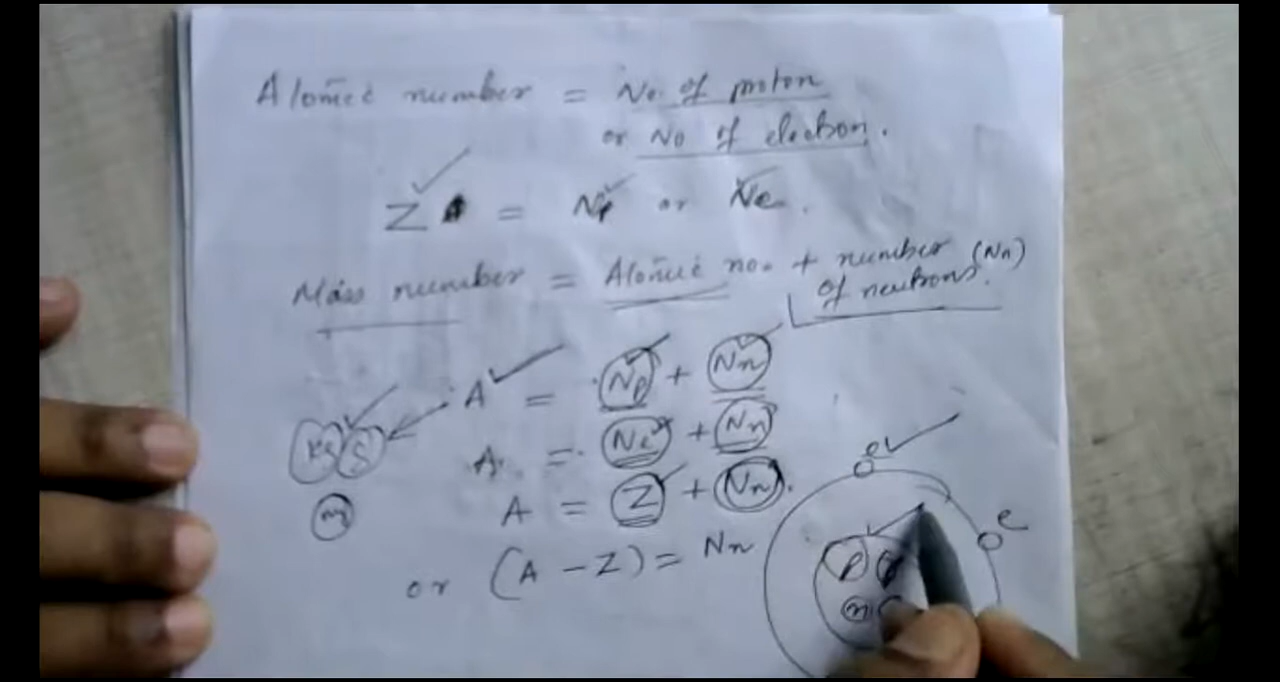 Atomic number = No. of proton
or No of electron.
Z = Np or Ne.
Mass number = Atomic no. + number (Nn)
of neutrons.
A = Np + Nn
A = Ne + Nn
A = Z + Nn.
or (A - Z) = Nn
e
e
p
n